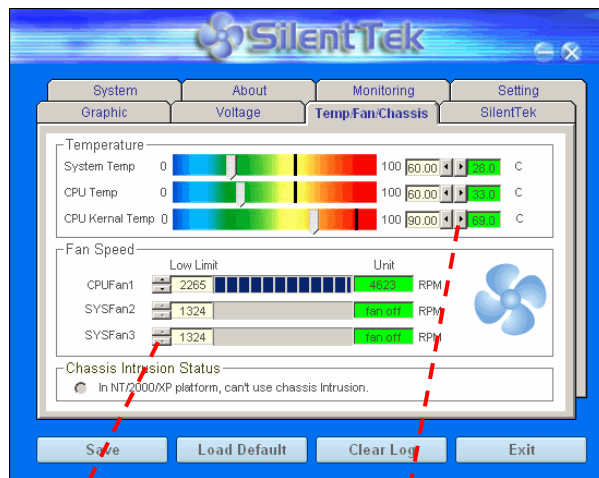 SilentTek
System About Monitoring Setting
Graphic Voltage Temp/Fan/Chassis SilentTek
Temperature
System Temp 0 100 60.00 28.0 C
CPU Temp 0 100 60.00 33.0 C
CPU Kernal Temp 0 100 90.00 69.0 C
Fan Speed
Low Limit Unit
CPUFan1 2265 4623 RPM
SYSFan2 1324 fan off RPM
SYSFan3 1324 fan off RPM
Chassis Intrusion Status
In NT/2000/XP platform, can't use chassis Intrusion.
Save Load Default Clear Log Exit